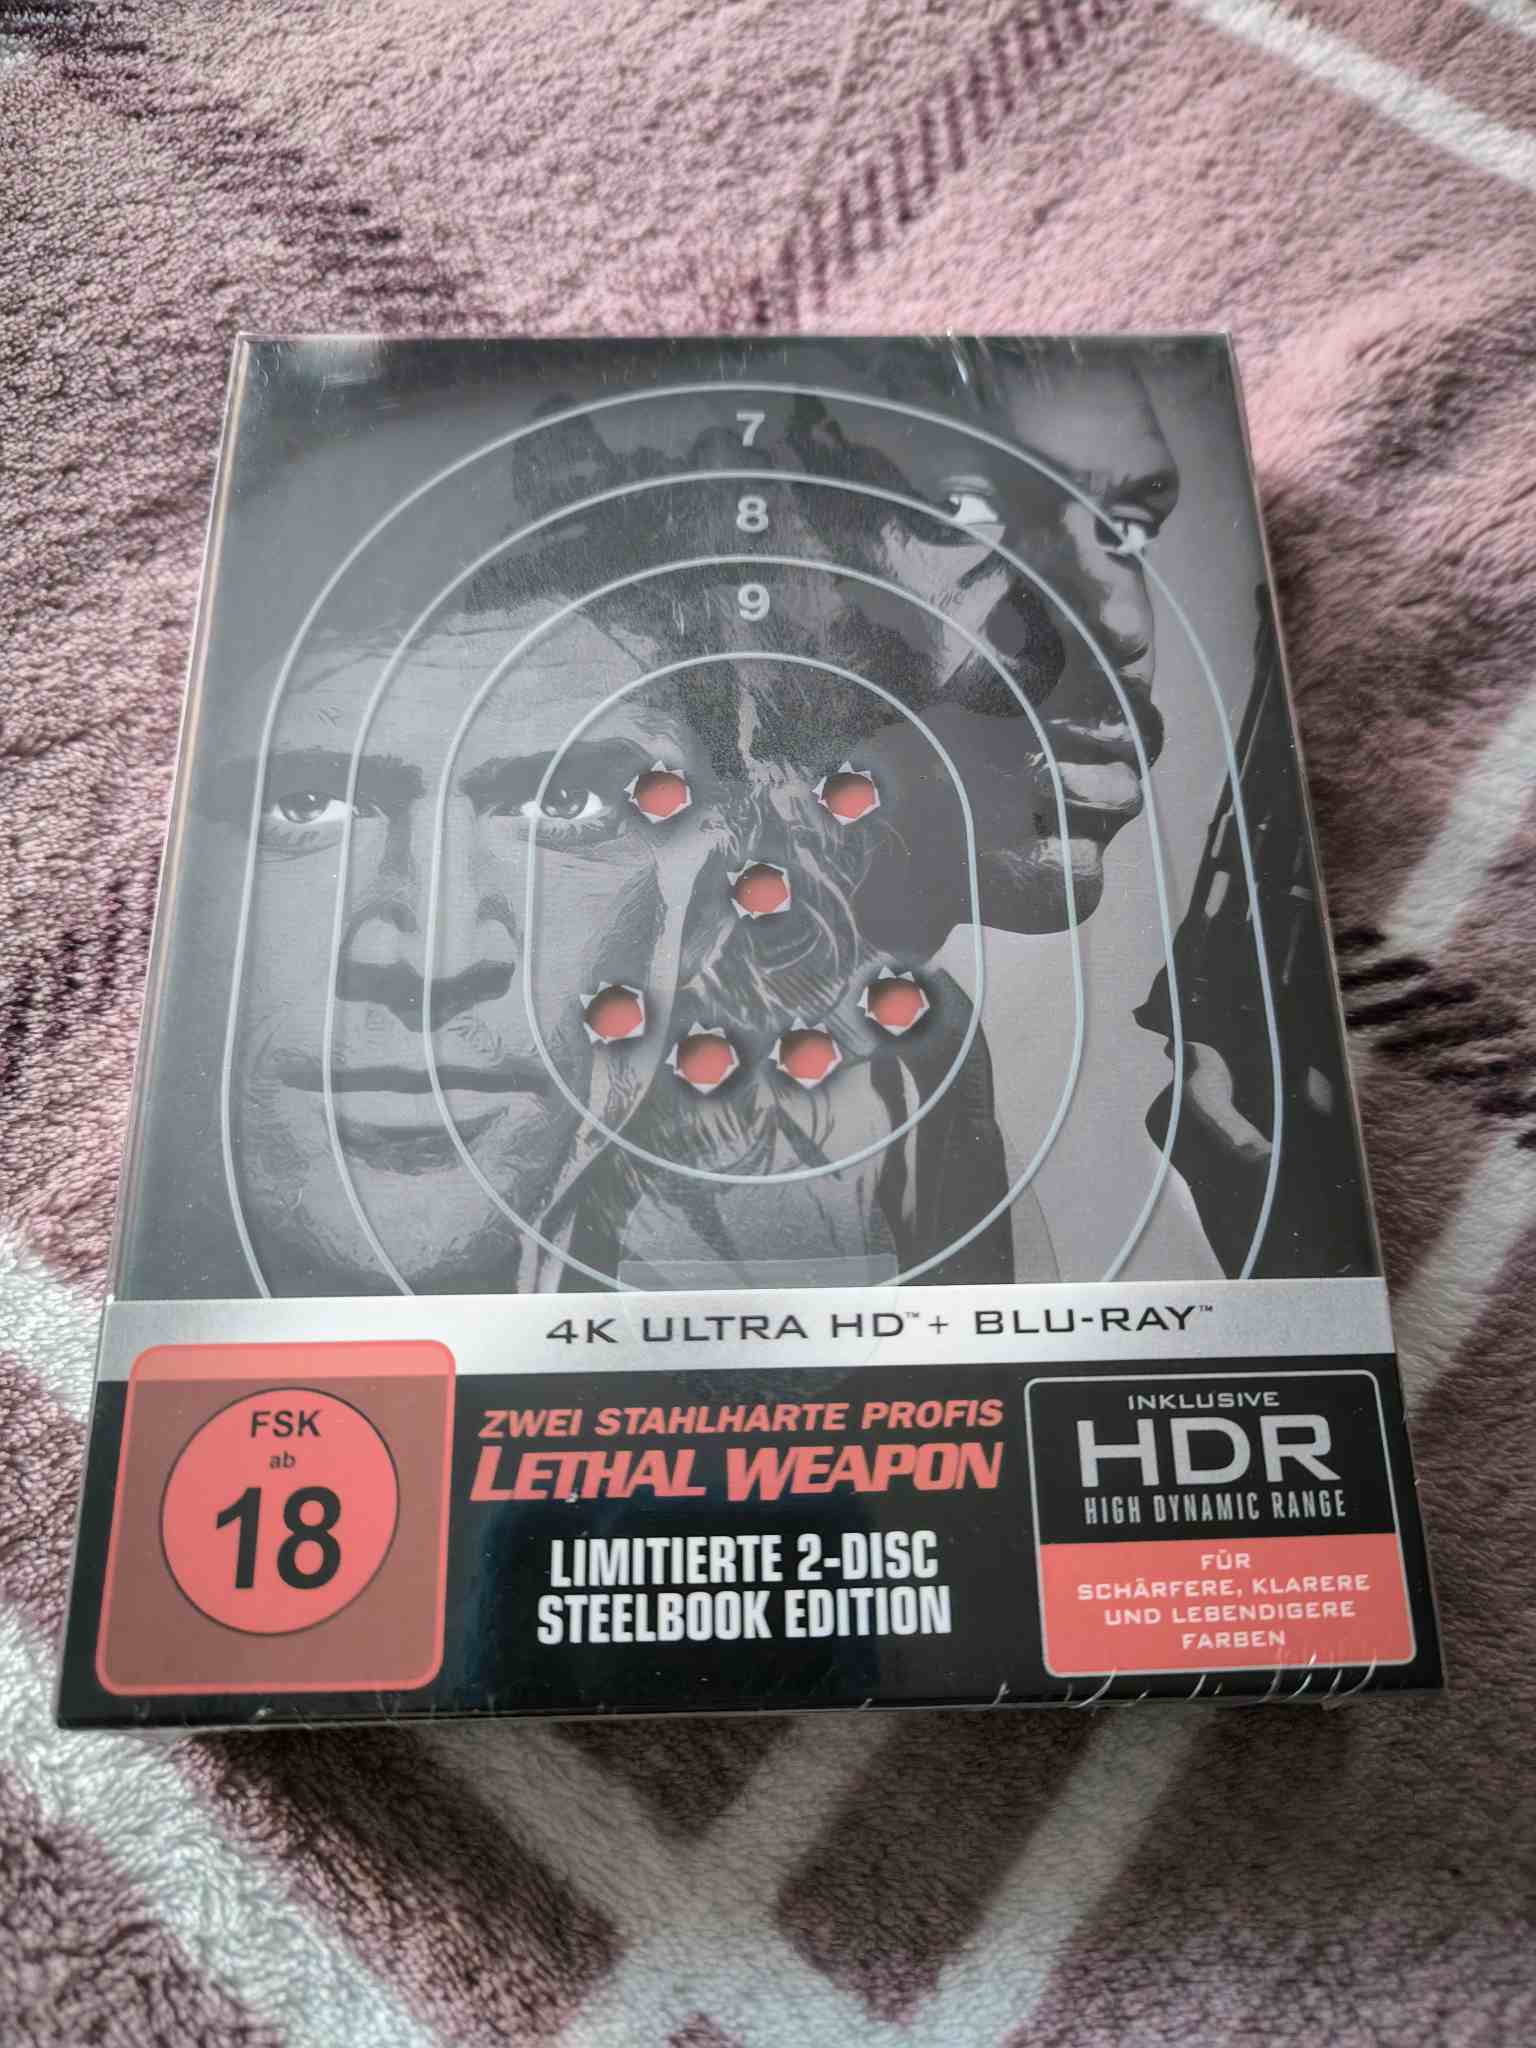 7
8
9
4K ULTRA HD™ + BLU-RAY™
FSK
ab
18
ZWEI STAHLHARTE PROFIS
LETHAL WEAPON
LIMITIERTE 2-DISC
STEELBOOK EDITION
INKLUSIVE
HDR
HIGH DYNAMIC RANGE
FÜR
SCHÄRFERE, KLARERE
UND LEBENDIGERE
FARBEN